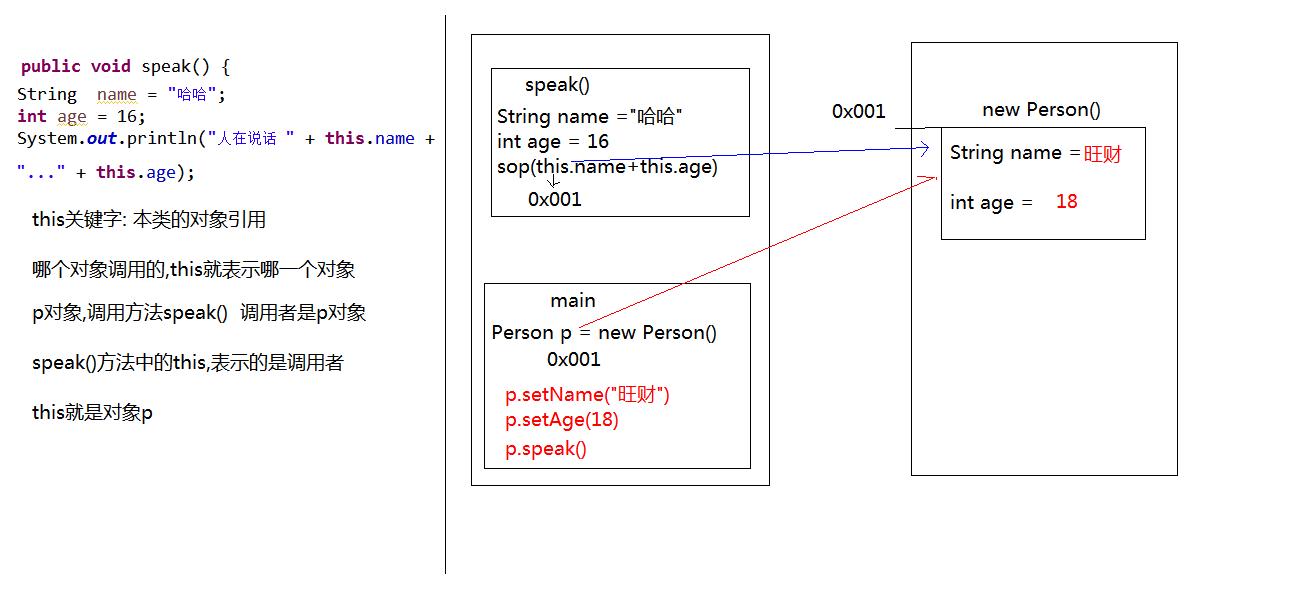 public void speak() {
String name = "哈哈";
int age = 16;
System.out.println("人在说话 " + this.name +
"..." + this.age);
this关键字: 本类的对象引用
哪个对象调用的,this就表示哪一个对象
p对象,调用方法speak() 调用者是p对象
speak()方法中的this,表示的是调用者
this就是对象p
speak()
String name ="哈哈"
int age = 16
sop(this.name+this.age)
0x001
main
Person p = new Person()
0x001
p.setName("旺财")
p.setAge(18)
p.speak()
0x001
new Person()
String name =旺财
int age = 18